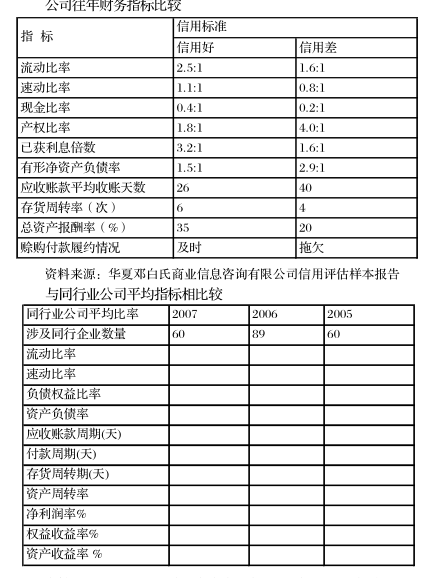 公司往年财务指标比较
指 标 信用标准
信用好 信用差
流动比率 2.5:1 1.6:1
速动比率 1.1:1 0.8:1
现金比率 0.4:1 0.2:1
产权比率 1.8:1 4.0:1
已获利息倍数 3.2:1 1.6:1
有形净资产负债率 1.5:1 2.9:1
应收账款平均收账天数 26 40
存货周转率（次） 6 4
总资产报酬率（%） 35 20
赊购付款履约情况 及时 拖欠
资料来源：华夏邓白氏商业信息咨询有限公司信用评估样本报告
与同行业公司平均指标相比较
同行业公司平均比率 2007 2006 2005
涉及同行企业数量 60 89 60
流动比率
速动比率
负债权益比率
资产负债率
应收账款周期(天)
付款周期(天)
存货周转期(天)
资产周转率
净利润率%
权益收益率%
资产收益率 %